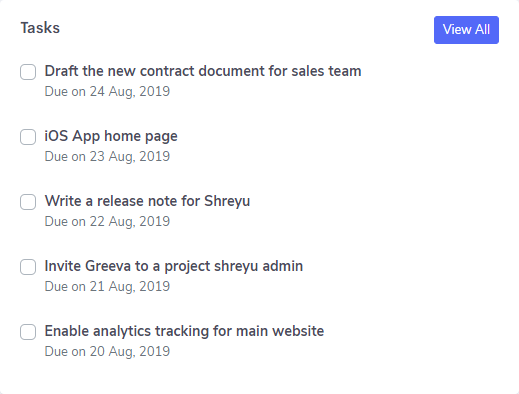 Tasks
View All
Draft the new contract document for sales team
Due on 24 Aug, 2019
iOS App home page
Due on 23 Aug, 2019
Write a release note for Shreyu
Due on 22 Aug, 2019
Invite Greeva to a project shreyu admin
Due on 21 Aug, 2019
Enable analytics tracking for main website
Due on 20 Aug, 2019